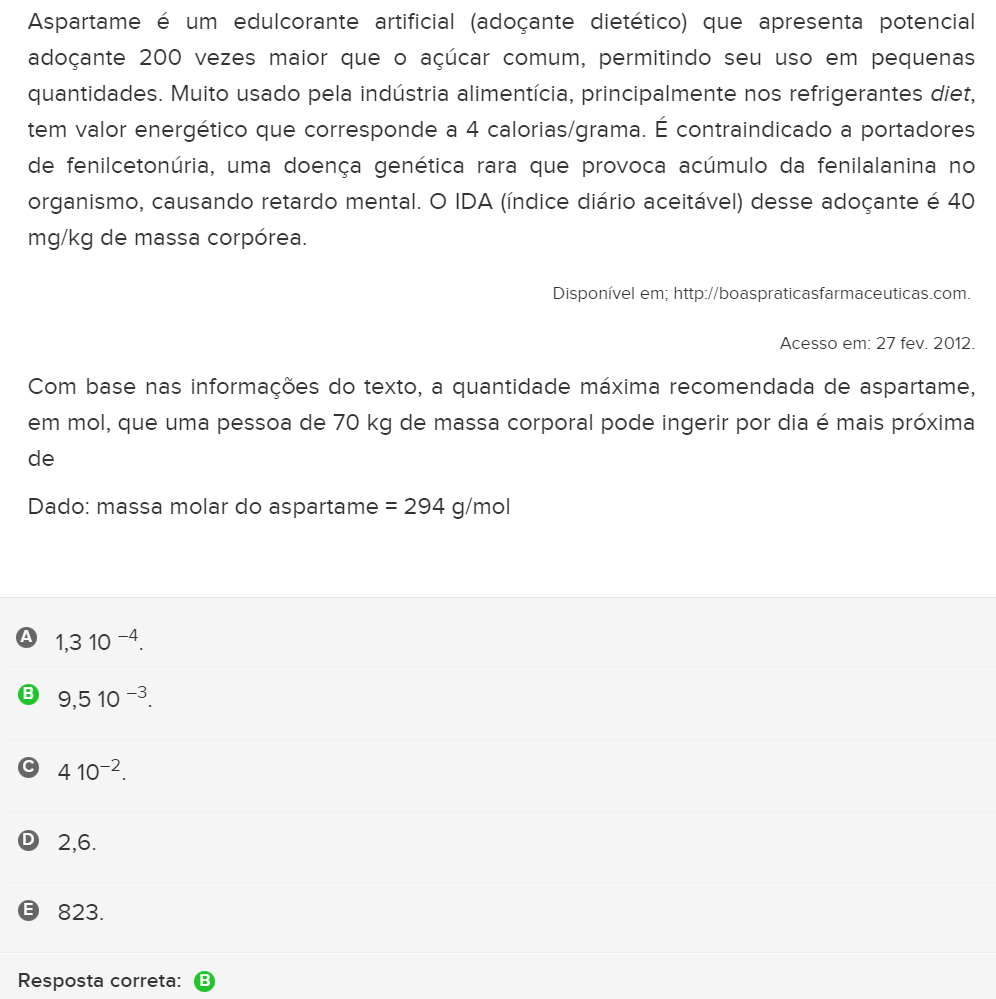 Aspartame é um edulcorante artificial (adoçante dietético) que apresenta potencial
adoçante 200 vezes maior que o açúcar comum, permitindo seu uso em pequenas
quantidades. Muito usado pela indústria alimentícia, principalmente nos refrigerantes diet,
tem valor energético que corresponde a 4 calorias/grama. É contraindicado a portadores
de fenilcetonúria, uma doença genética rara que provoca acúmulo da fenilalanina no
organismo, causando retardo mental. O IDA (índice diário aceitável) desse adoçante é 40
mg/kg de massa corpórea.
Disponível em; http://boaspraticasfarmaceuticas.com.
Acesso em: 27 fev. 2012.
Com base nas informações do texto, a quantidade máxima recomendada de aspartame,
em mol, que uma pessoa de 70 kg de massa corporal pode ingerir por dia é mais próxima
de
Dado: massa molar do aspartame = 294 g/mol
A 1,3 10 ⁻⁴.
B 9,5 10 ⁻³.
C 4 10⁻².
D 2,6.
E 823.
Resposta correta: B